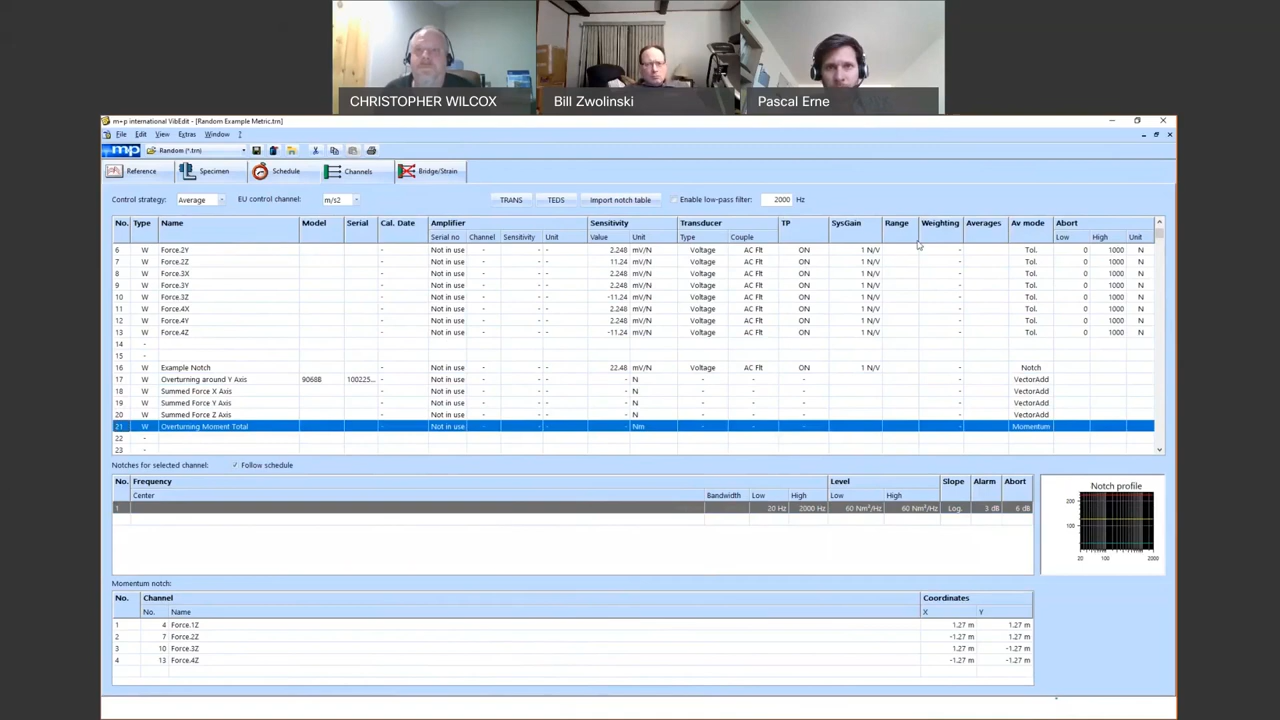 CHRISTOPHER WILCOX Bill Zwolinski Pascal Erne
m+p international VibEdit - [Random Example Metric.trn]
File Edit View Extras Window ?
mp Random (*.trn)
Reference Specimen Schedule Channels Bridge/Strain
Control strategy: Average EU control channel: m/s2 TRANS TEDS Import notch table Enable low-pass filter: 2000 Hz
No. Type Name Model Serial Cal. Date Amplifier Sensitivity Transducer TP SysGain Range Weighting Averages Av mode Abort
Serial no Channel Sensitivity Unit Value Unit Type Couple Low High Unit
6 W Force.2Y Not in use - - - 2.248 mV/N Voltage AC Flt ON 1 N/V - Tol. 0 1000 N
7 W Force.2Z Not in use - - - 11.24 mV/N Voltage AC Flt ON 1 N/V - Tol. 0 1000 N
8 W Force.3X Not in use - - - 2.248 mV/N Voltage AC Flt ON 1 N/V - Tol. 0 1000 N
9 W Force.3Y Not in use - - - 2.248 mV/N Voltage AC Flt ON 1 N/V - Tol. 0 1000 N
10 W Force.3Z Not in use - - - -11.24 mV/N Voltage AC Flt ON 1 N/V - Tol. 0 1000 N
11 W Force.4X Not in use - - - 2.248 mV/N Voltage AC Flt ON 1 N/V - Tol. 0 1000 N
12 W Force.4Y Not in use - - - 2.248 mV/N Voltage AC Flt ON 1 N/V - Tol. 0 1000 N
13 W Force.4Z Not in use - - - -11.24 mV/N Voltage AC Flt ON 1 N/V - Tol. 0 1000 N
14 -
15 -
16 W Example Notch - Not in use - - - 22.48 mV/N Voltage AC Flt ON 1 N/V - Notch
17 W Overturning around Y Axis 9068B 100225... - Not in use - - - - N - - - - VectorAdd
18 W Summed Force X Axis - Not in use - - - - N - - - - VectorAdd
19 W Summed Force Y Axis - Not in use - - - - N - - - - VectorAdd
20 W Summed Force Z Axis - Not in use - - - - N - - - - VectorAdd
21 W Overturning Moment Total - Not in use - - - - Nm - - - - Momentum
22 -
23 -
Notches for selected channel: Follow schedule
No. Frequency Level Slope Alarm Abort
Center Bandwidth Low High Low High
1 20 Hz 2000 Hz 60 Nm²/Hz 60 Nm²/Hz Log. 3 dB 6 dB
Notch profile
200
100
20 100 2000
Momentum notch:
No. Channel Coordinates
No. Name X Y
1 4 Force.1Z 1.27 m 1.27 m
2 7 Force.2Z -1.27 m 1.27 m
3 10 Force.3Z 1.27 m -1.27 m
4 13 Force.4Z -1.27 m -1.27 m